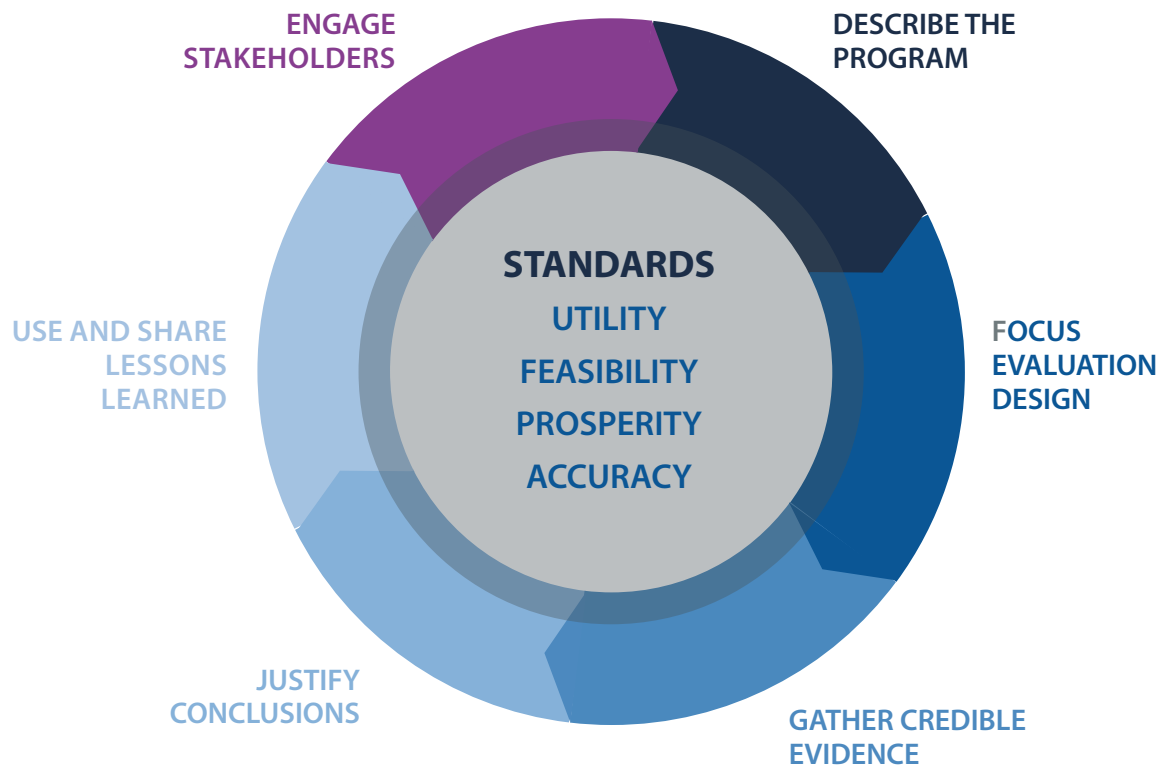 ENGAGE
STAKEHOLDERS
DESCRIBE THE
PROGRAM
STANDARDS
UTILITY
FEASIBILITY
PROSPERITY
ACCURACY
USE AND SHARE
LESSONS
LEARNED
FOCUS
EVALUATION
DESIGN
JUSTIFY
CONCLUSIONS
GATHER CREDIBLE
EVIDENCE